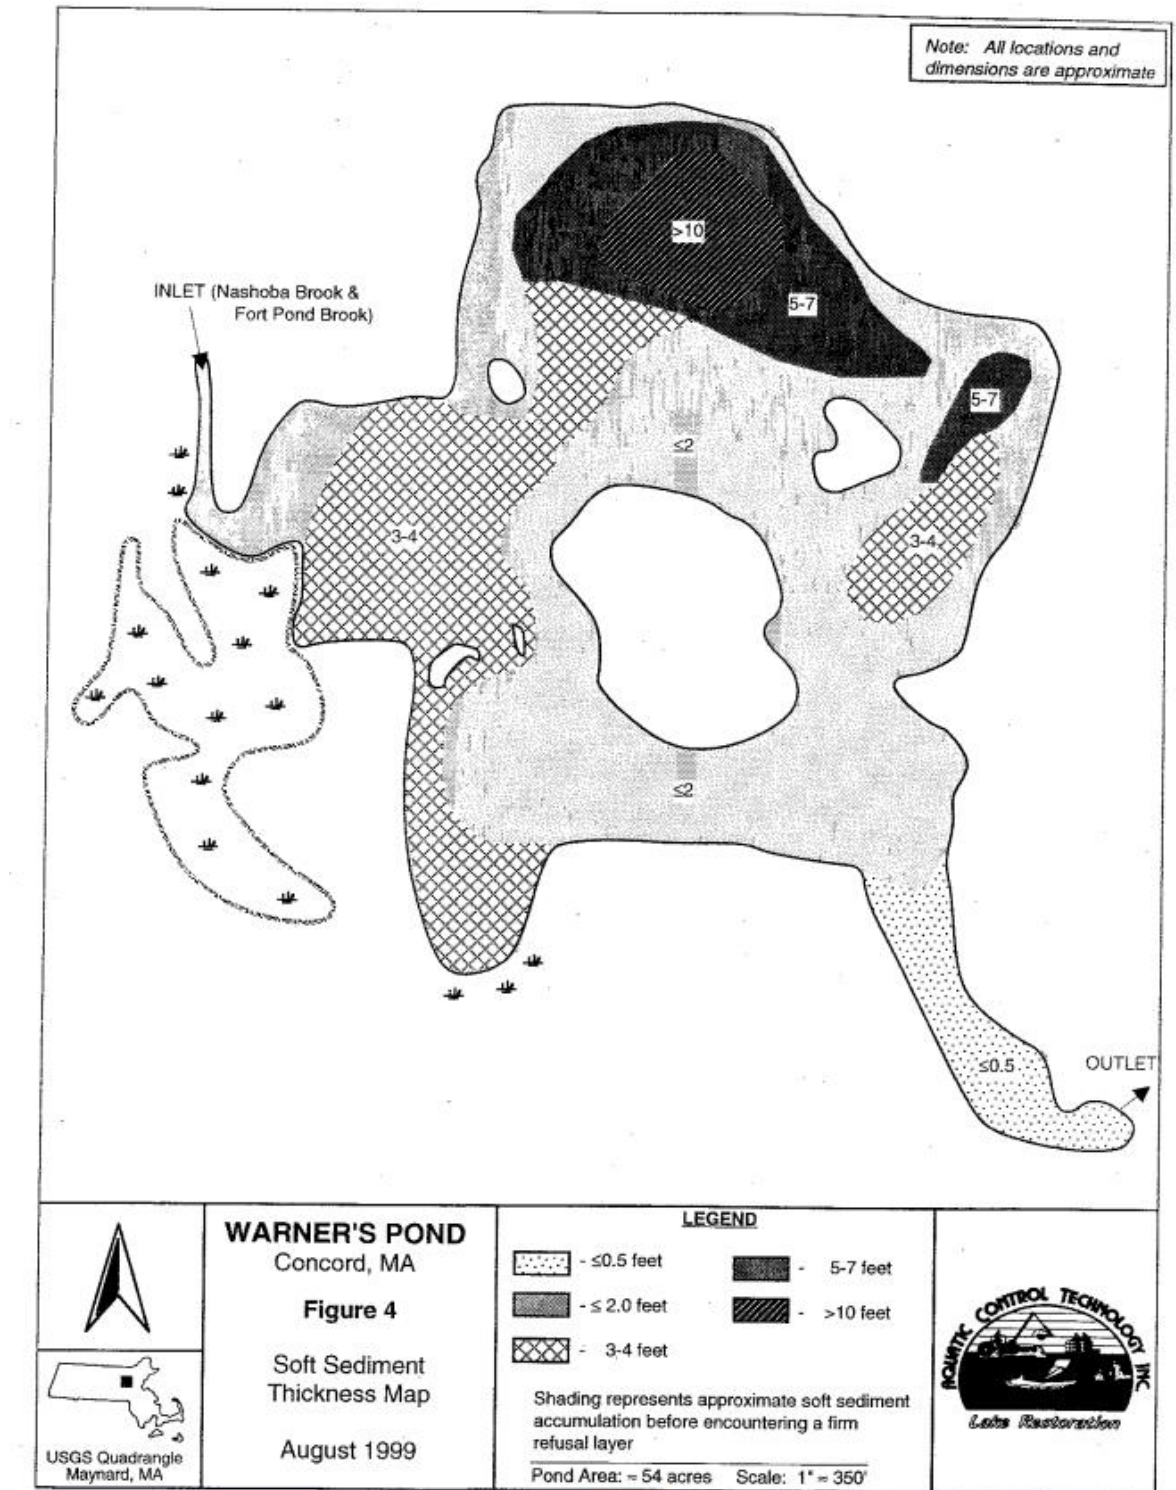 Note: All locations and
dimensions are approximate
>10
INLET (Nashoba Brook &
Fort Pond Brook)
5-7
5-7
≤2
3-4
3-4
≤2
≤0.5
OUTLET
WARNER'S POND
Concord, MA
Figure 4
Soft Sediment
Thickness Map
August 1999
USGS Quadrangle
Maynard, MA
LEGEND
- ≤0.5 feet
- ≤ 2.0 feet
- 3-4 feet
- 5-7 feet
- >10 feet
Shading represents approximate soft sediment
accumulation before encountering a firm
refusal layer
Pond Area: ≈ 54 acres Scale: 1" ≈ 350'
AQUATIC CONTROL TECHNOLOGY INC
Lake Restoration